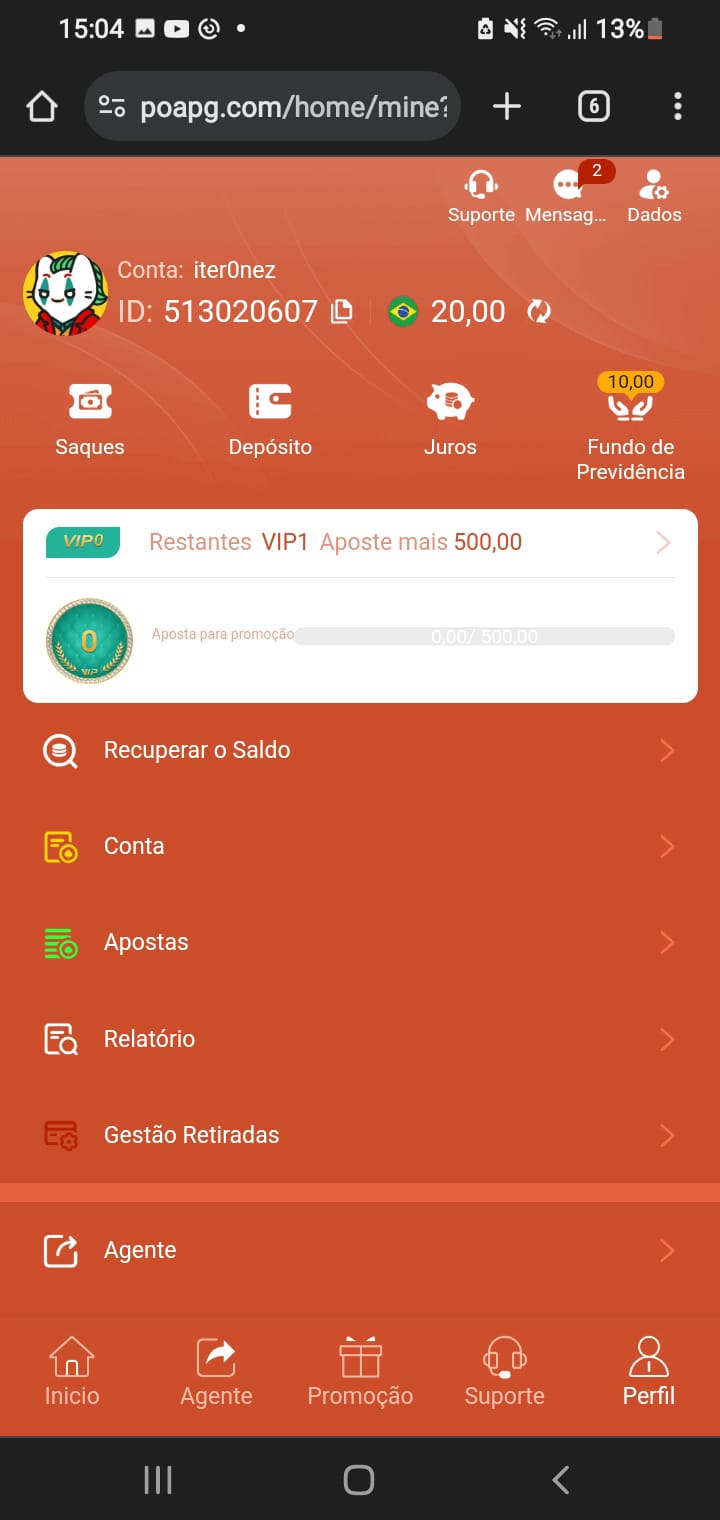 15:04
13%
poapg.com/home/mine?
6
2
Suporte Mensag... Dados
Conta: iter0nez
ID: 513020607 20,00
10,00
Saques Depósito Juros Fundo de Previdência
VIP0 Restantes VIP1 Aposte mais 500,00
0 VIP
Aposta para promoção 0,00/ 500,00
Recuperar o Saldo
Conta
Apostas
Relatório
Gestão Retiradas
Agente
Inicio Agente Promoção Suporte Perfil